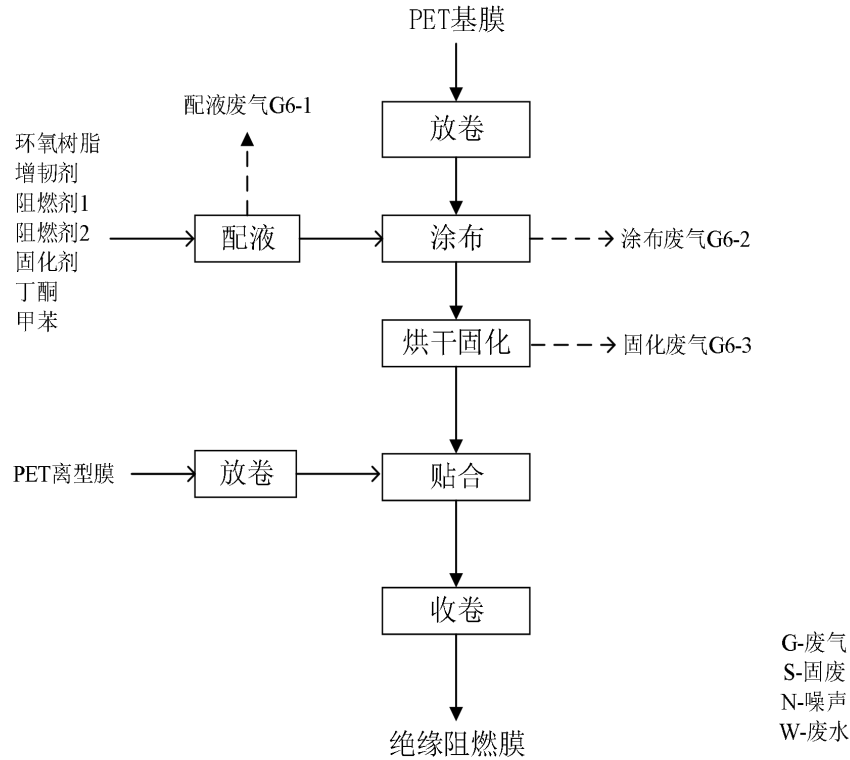 PET基膜
配液废气G6-1
放卷
环氧树脂
增韧剂
阻燃剂1
阻燃剂2
固化剂
丁酮
甲苯
配液
涂布
涂布废气G6-2
烘干固化
固化废气G6-3
PET离型膜
放卷
贴合
收卷
G-废气
S-固废
N-噪声
W-废水
绝缘阻燃膜